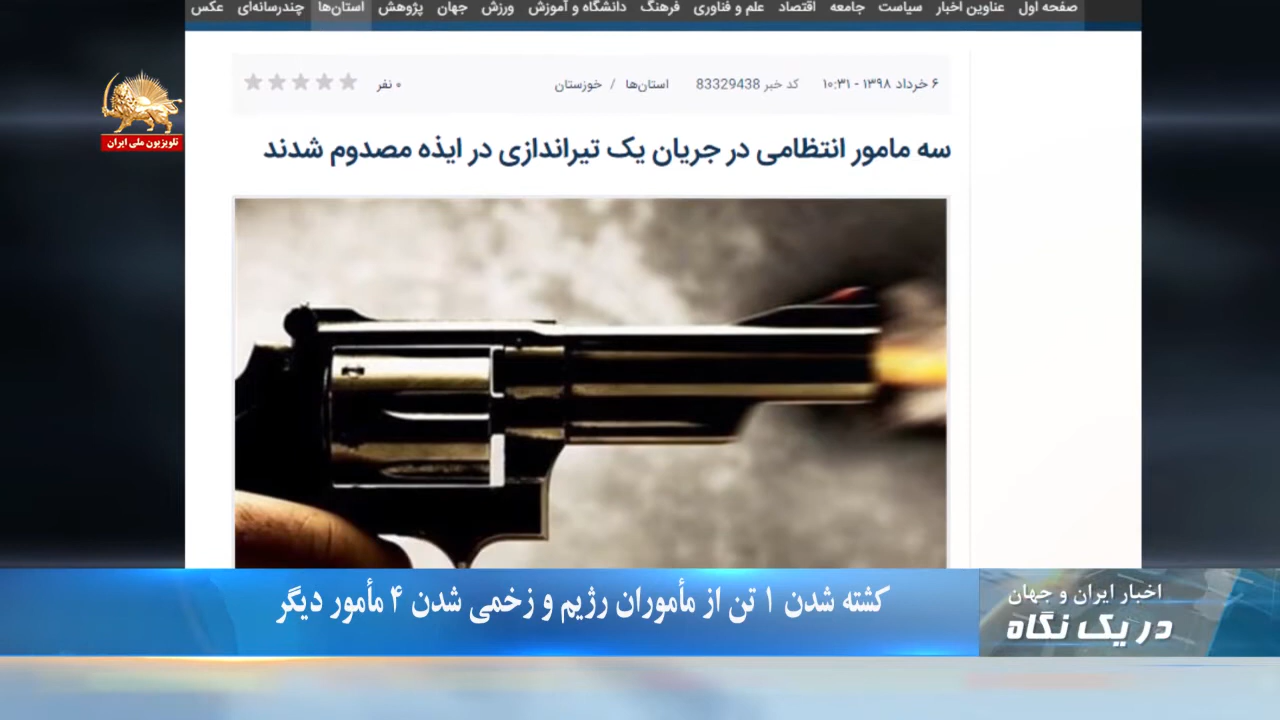 صفحه اول عناوین اخبار سیاست جامعه اقتصاد علم و فناوری فرهنگ دانشگاه و آموزش ورزش جهان پژوهش استان‌ها چندرسانه‌ای عکس
۶ خرداد ۱۳۹۸ - ۱۰:۳۱ کد خبر 83329438 استان‌ها / خوزستان ۰ نفر
تلویزیون ملی ایران
سه مامور انتظامی در جریان یک تیراندازی در ایذه مصدوم شدند
کشته شدن ۱ تن از مأموران رژیم و زخمی شدن ۴ مأمور دیگر
اخبار ایران و جهان
در یک نگاه